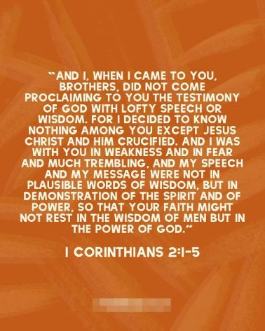 “AND I, WHEN I CAME TO YOU,
BROTHERS, DID NOT COME
PROCLAIMING TO YOU THE TESTIMONY
OF GOD WITH LOFTY SPEECH OR
WISDOM. FOR I DECIDED TO KNOW
NOTHING AMONG YOU EXCEPT JESUS
CHRIST AND HIM CRUCIFIED. AND I WAS
WITH YOU IN WEAKNESS AND IN FEAR
AND MUCH TREMBLING, AND MY SPEECH
AND MY MESSAGE WERE NOT IN
PLAUSIBLE WORDS OF WISDOM, BUT IN
DEMONSTRATION OF THE SPIRIT AND OF
POWER, SO THAT YOUR FAITH MIGHT
NOT REST IN THE WISDOM OF MEN BUT IN
THE POWER OF GOD.”
1 CORINTHIANS 2:1-5